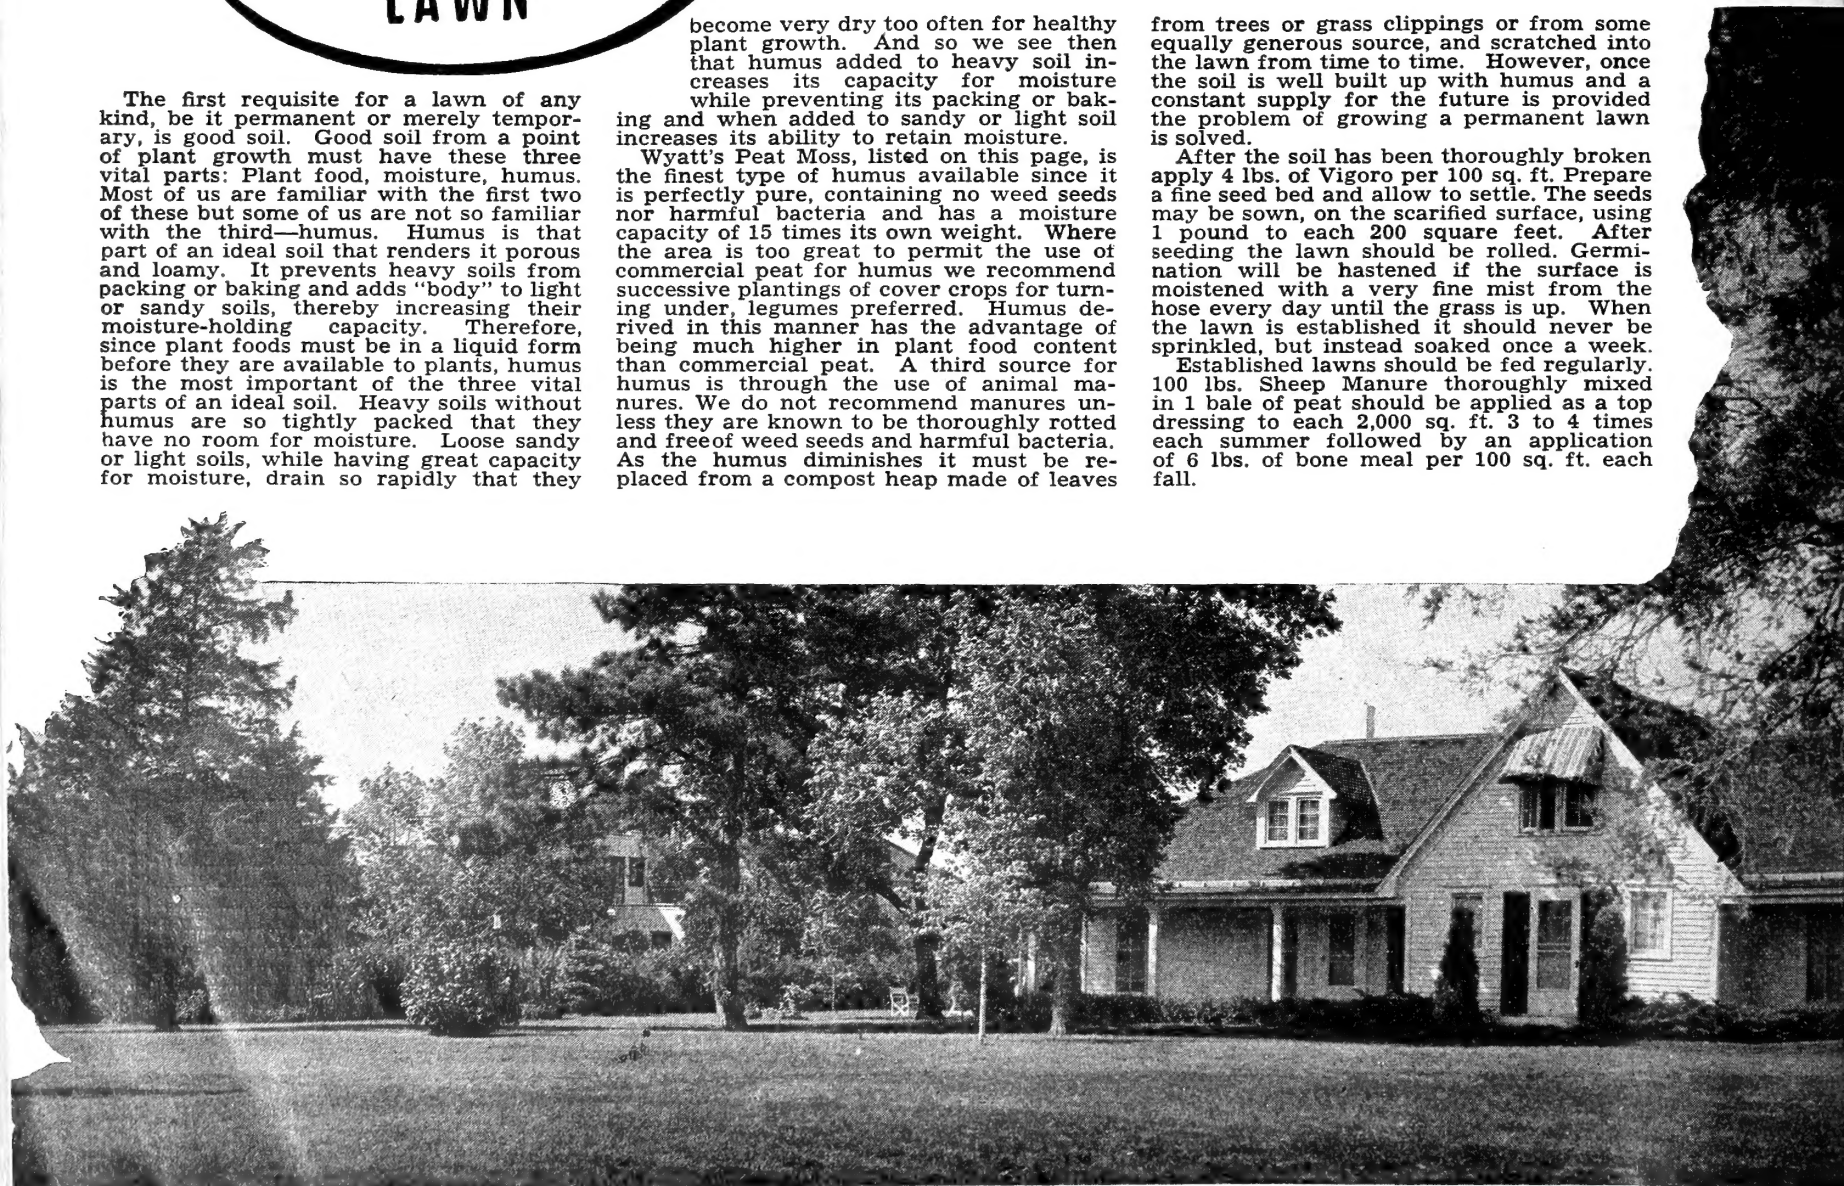 LAWN
The first requisite for a lawn of any
kind, be it permanent or merely tempor-
ary, is good soil. Good soil from a point
of plant growth must have these three
vital parts: Plant food, moisture, humus.
Most of us are familiar with the first two
of these but some of us are not so familiar
with the third—humus. Humus is that
part of an ideal soil that renders it porous
and loamy. It prevents heavy soils from
packing or baking and adds "body" to light
or sandy soils, thereby increasing their
moisture-holding capacity. Therefore,
since plant foods must be in a liquid form
before they are available to plants, humus
is the most important of the three vital
parts of an ideal soil. Heavy soils without
humus are so tightly packed that they
have no room for moisture. Loose sandy
or light soils, while having great capacity
for moisture, drain so rapidly that they
become very dry too often for healthy
plant growth. And so we see then
that humus added to heavy soil in-
creases its capacity for moisture
while preventing its packing or bak-
ing and when added to sandy or light soil
increases its ability to retain moisture.
Wyatt's Peat Moss, listed on this page, is
the finest type of humus available since it
is perfectly pure, containing no weed seeds
nor harmful bacteria and has a moisture
capacity of 15 times its own weight. Where
the area is too great to permit the use of
commercial peat for humus we recommend
successive plantings of cover crops for turn-
ing under, legumes preferred. Humus de-
rived in this manner has the advantage of
being much higher in plant food content
than commercial peat. A third source for
humus is through the use of animal ma-
nures. We do not recommend manures un-
less they are known to be thoroughly rotted
and free of weed seeds and harmful bacteria.
As the humus diminishes it must be re-
placed from a compost heap made of leaves
from trees or grass clippings or from some
equally generous source, and scratched into
the lawn from time to time. However, once
the soil is well built up with humus and a
constant supply for the future is provided
the problem of growing a permanent lawn
is solved.
After the soil has been thoroughly broken
apply 4 lbs. of Vigoro per 100 sq. ft. Prepare
a fine seed bed and allow to settle. The seeds
may be sown, on the scarified surface, using
1 pound to each 200 square feet. After
seeding the lawn should be rolled. Germi-
nation will be hastened if the surface is
moistened with a very fine mist from the
hose every day until the grass is up. When
the lawn is established it should never be
sprinkled, but instead soaked once a week.
Established lawns should be fed regularly.
100 lbs. Sheep Manure thoroughly mixed
in 1 bale of peat should be applied as a top
dressing to each 2,000 sq. ft. 3 to 4 times
each summer followed by an application
of 6 lbs. of bone meal per 100 sq. ft. each
fall.